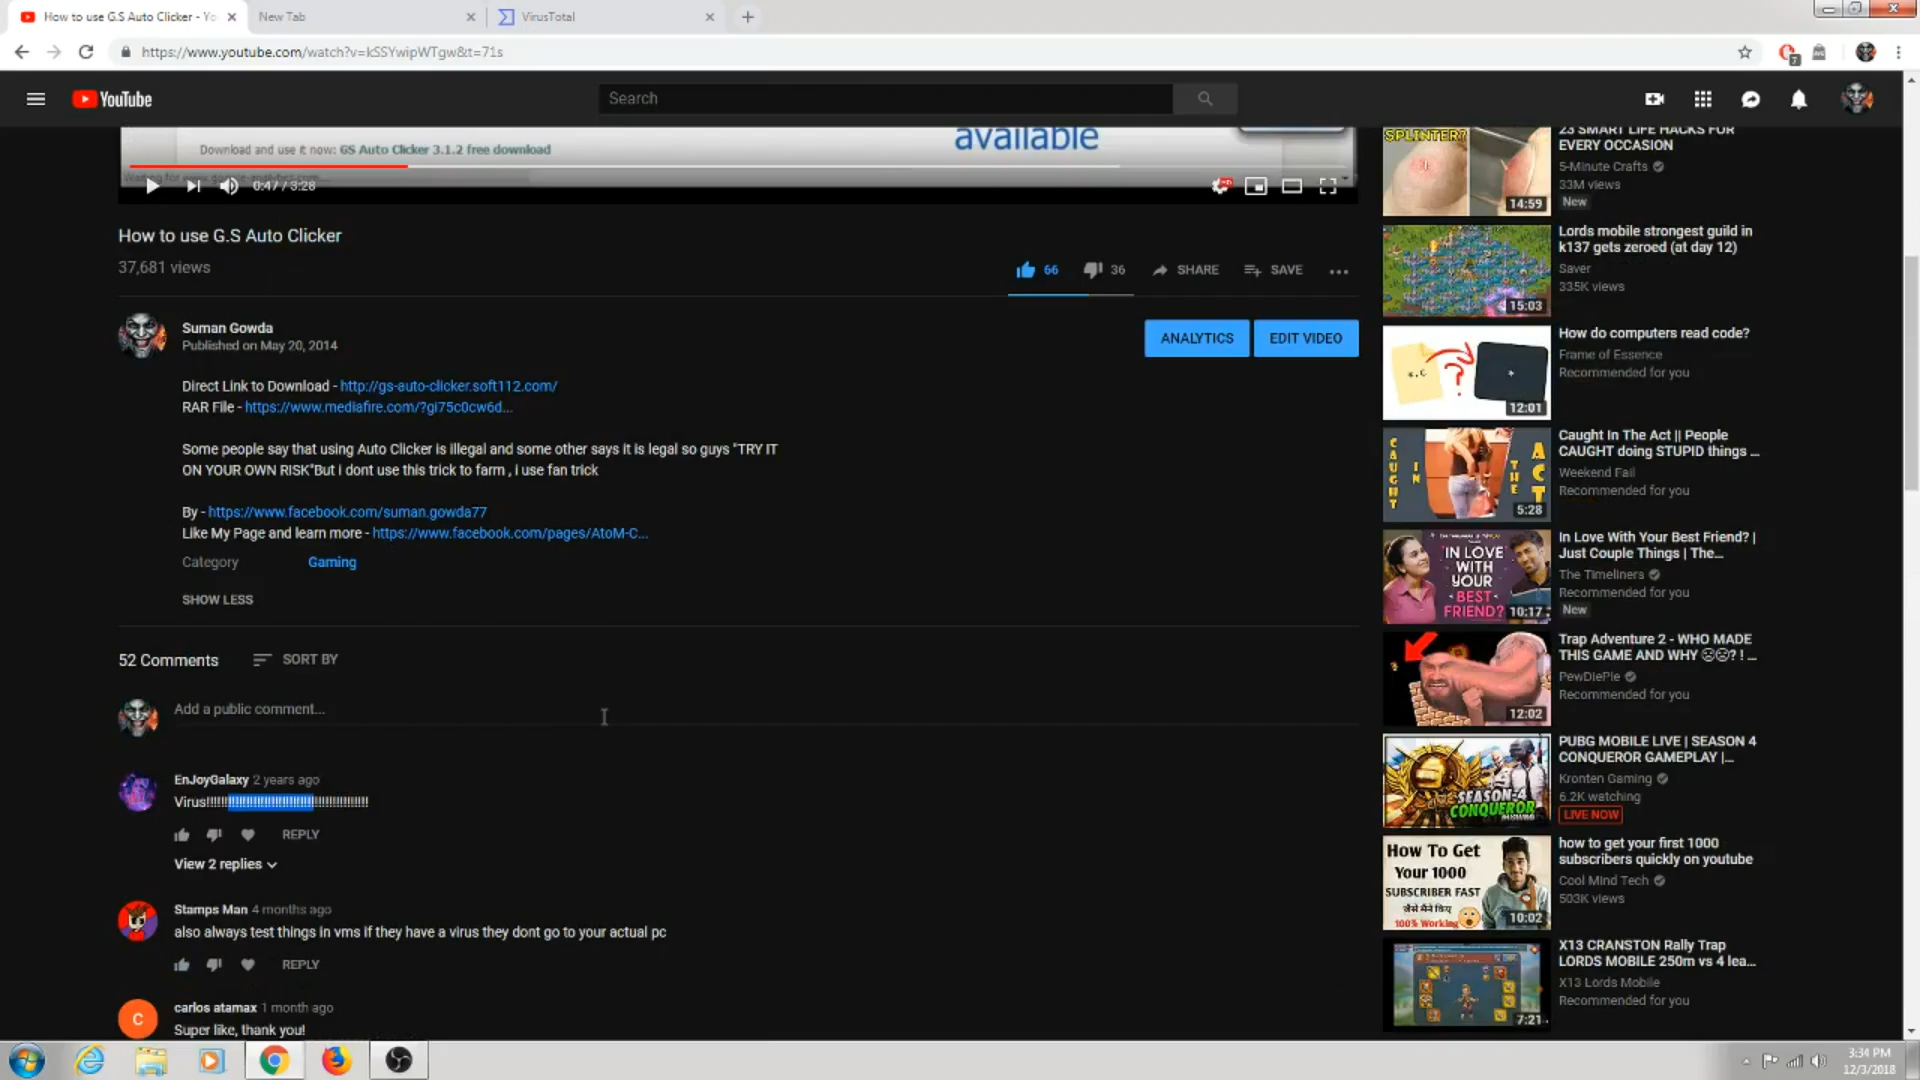 How to use G.S Auto Clicker - Yo
New Tab
VirusTotal
https://www.youtube.com/watch?v=kSSYwipWTgw&t=71s
7
YouTube
Search
available
Download and use it now: GS Auto Clicker 3.1.2 free download
0:47 / 3:28
How to use G.S Auto Clicker
37,681 views
66
36
SHARE
SAVE
Suman Gowda
Published on May 20, 2014
ANALYTICS
EDIT VIDEO
Direct Link to Download - http://gs-auto-clicker.soft112.com/
RAR File - https://www.mediafire.com/?gi75c0cw6d...
Some people say that using Auto Clicker is illegal and some other says it is legal so guys "TRY IT
ON YOUR OWN RISK"But i dont use this trick to farm , i use fan trick
By - https://www.facebook.com/suman.gowda77
Like My Page and learn more - https://www.facebook.com/pages/AtoM-C...
Category
Gaming
SHOW LESS
52 Comments
SORT BY
Add a public comment...
EnJoyGalaxy 2 years ago
Virus!!!!!!!!!!!!!!!!!!!!!!!!!!!!!!!!!!!!!!!!!!!!
REPLY
View 2 replies
Stamps Man 4 months ago
also always test things in vms if they have a virus they dont go to your actual pc
REPLY
C
carlos atamax 1 month ago
Super like, thank you!
SPLINTER?
14:59
23 SMART LIFE HACKS FOR
EVERY OCCASION
5-Minute Crafts
33M views
New
15:03
Lords mobile strongest guild in
k137 gets zeroed (at day 12)
Saver
335K views
*.c
?
12:01
How do computers read code?
Frame of Essence
Recommended for you
CAUGHT
IN
THE
ACT
5:28
Caught In The Act || People
CAUGHT doing STUPID things ...
Weekend Fail
Recommended for you
IN LOVE
WITH
YOUR
BEST
FRIEND?
10:17
In Love With Your Best Friend? |
Just Couple Things | The...
The Timeliners
Recommended for you
New
12:02
Trap Adventure 2 - WHO MADE
THIS GAME AND WHY 😢😢? ! ...
PewDiePie
Recommended for you
SEASON-4
CONQUEROR
PUBG MOBILE LIVE | SEASON 4
CONQUEROR GAMEPLAY |...
Kronten Gaming
6.2K watching
LIVE NOW
How To Get
Your 1000
SUBSCRIBER FAST
जैसे मैंने किए
100% Working
10:02
how to get your first 1000
subscribers quickly on youtube
Cool Mind Tech
503K views
7:21
X13 CRANSTON Rally Trap
LORDS MOBILE 250m vs 4 lea...
X13 Lords Mobile
Recommended for you
3:34 PM
12/3/2018